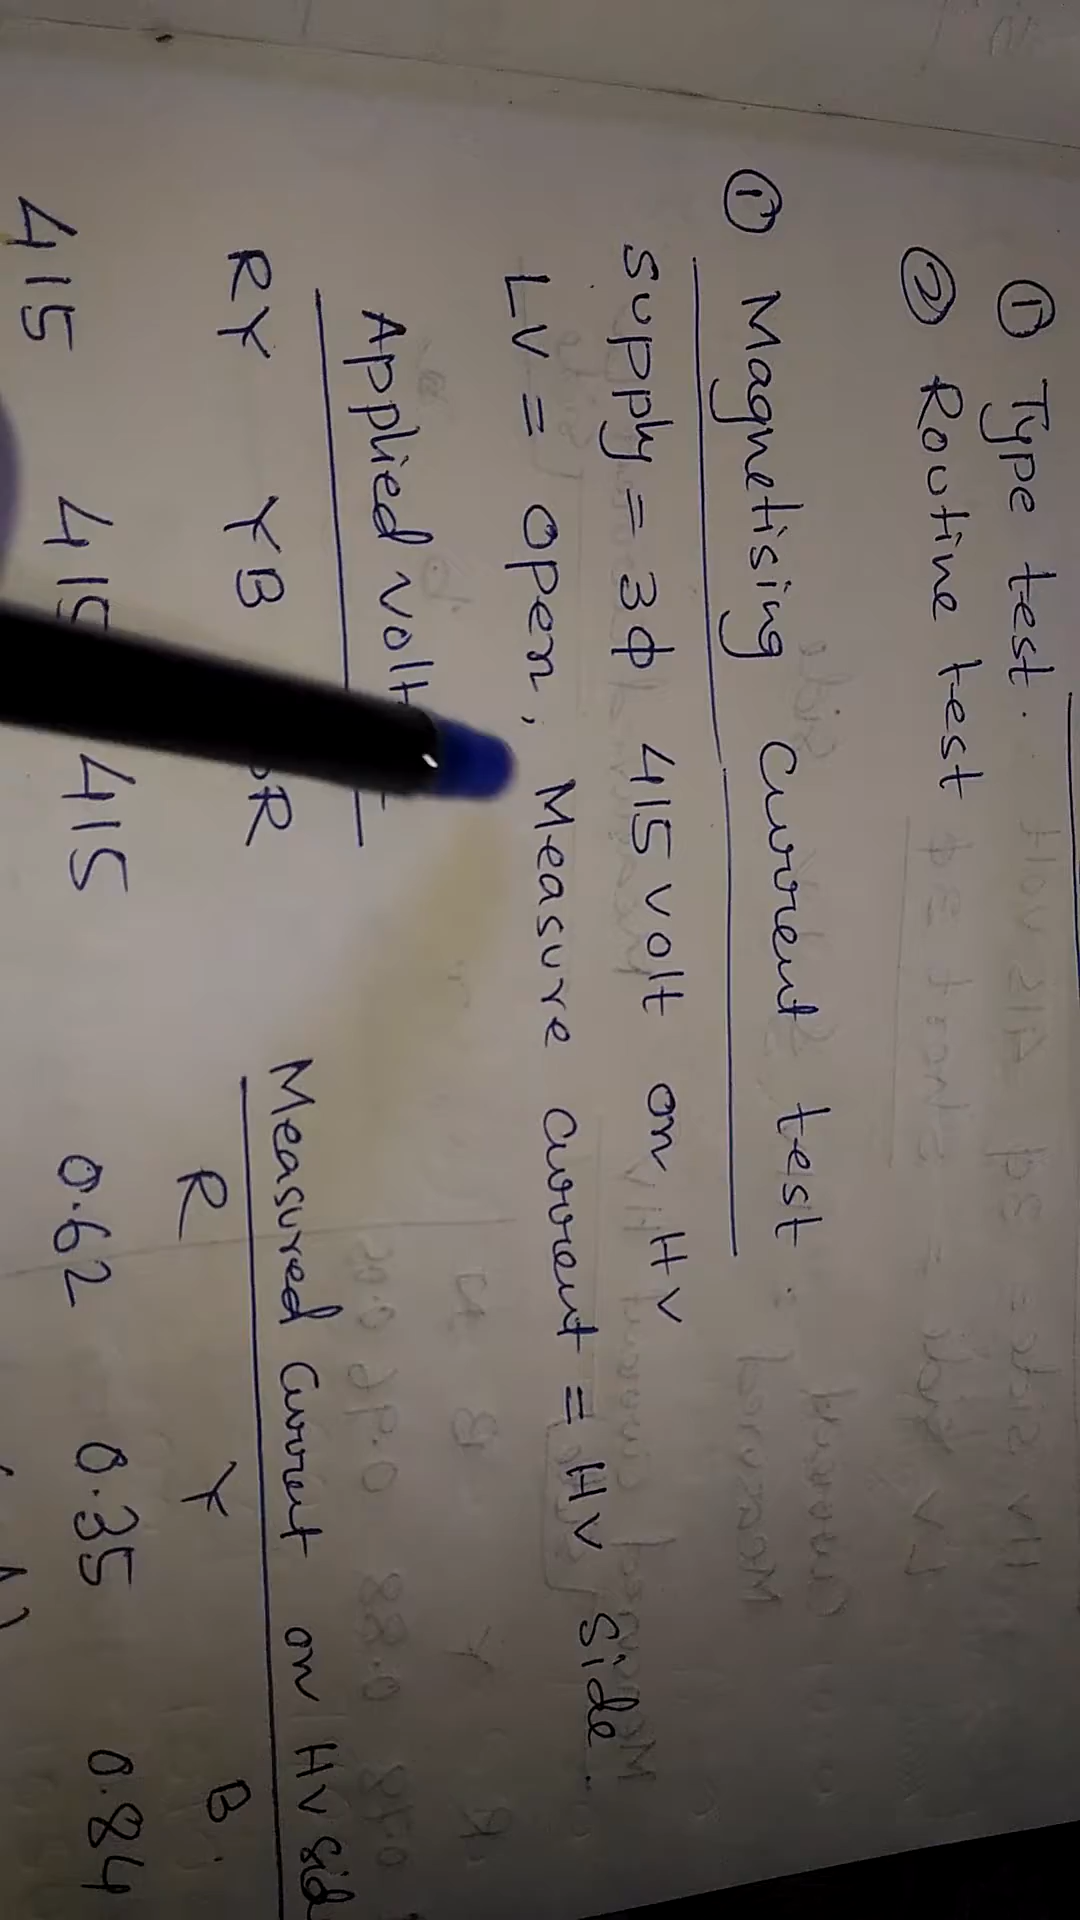 ① Type test.
② Routine test
① Magnetising Current test.
Supply = 3ϕ 415 volt on HV
LV = open, Measure current = HV side.
Applied volt
Measured Current on HV sid
RY YB R
R Y B
415 415 415
0.62 0.35 0.84